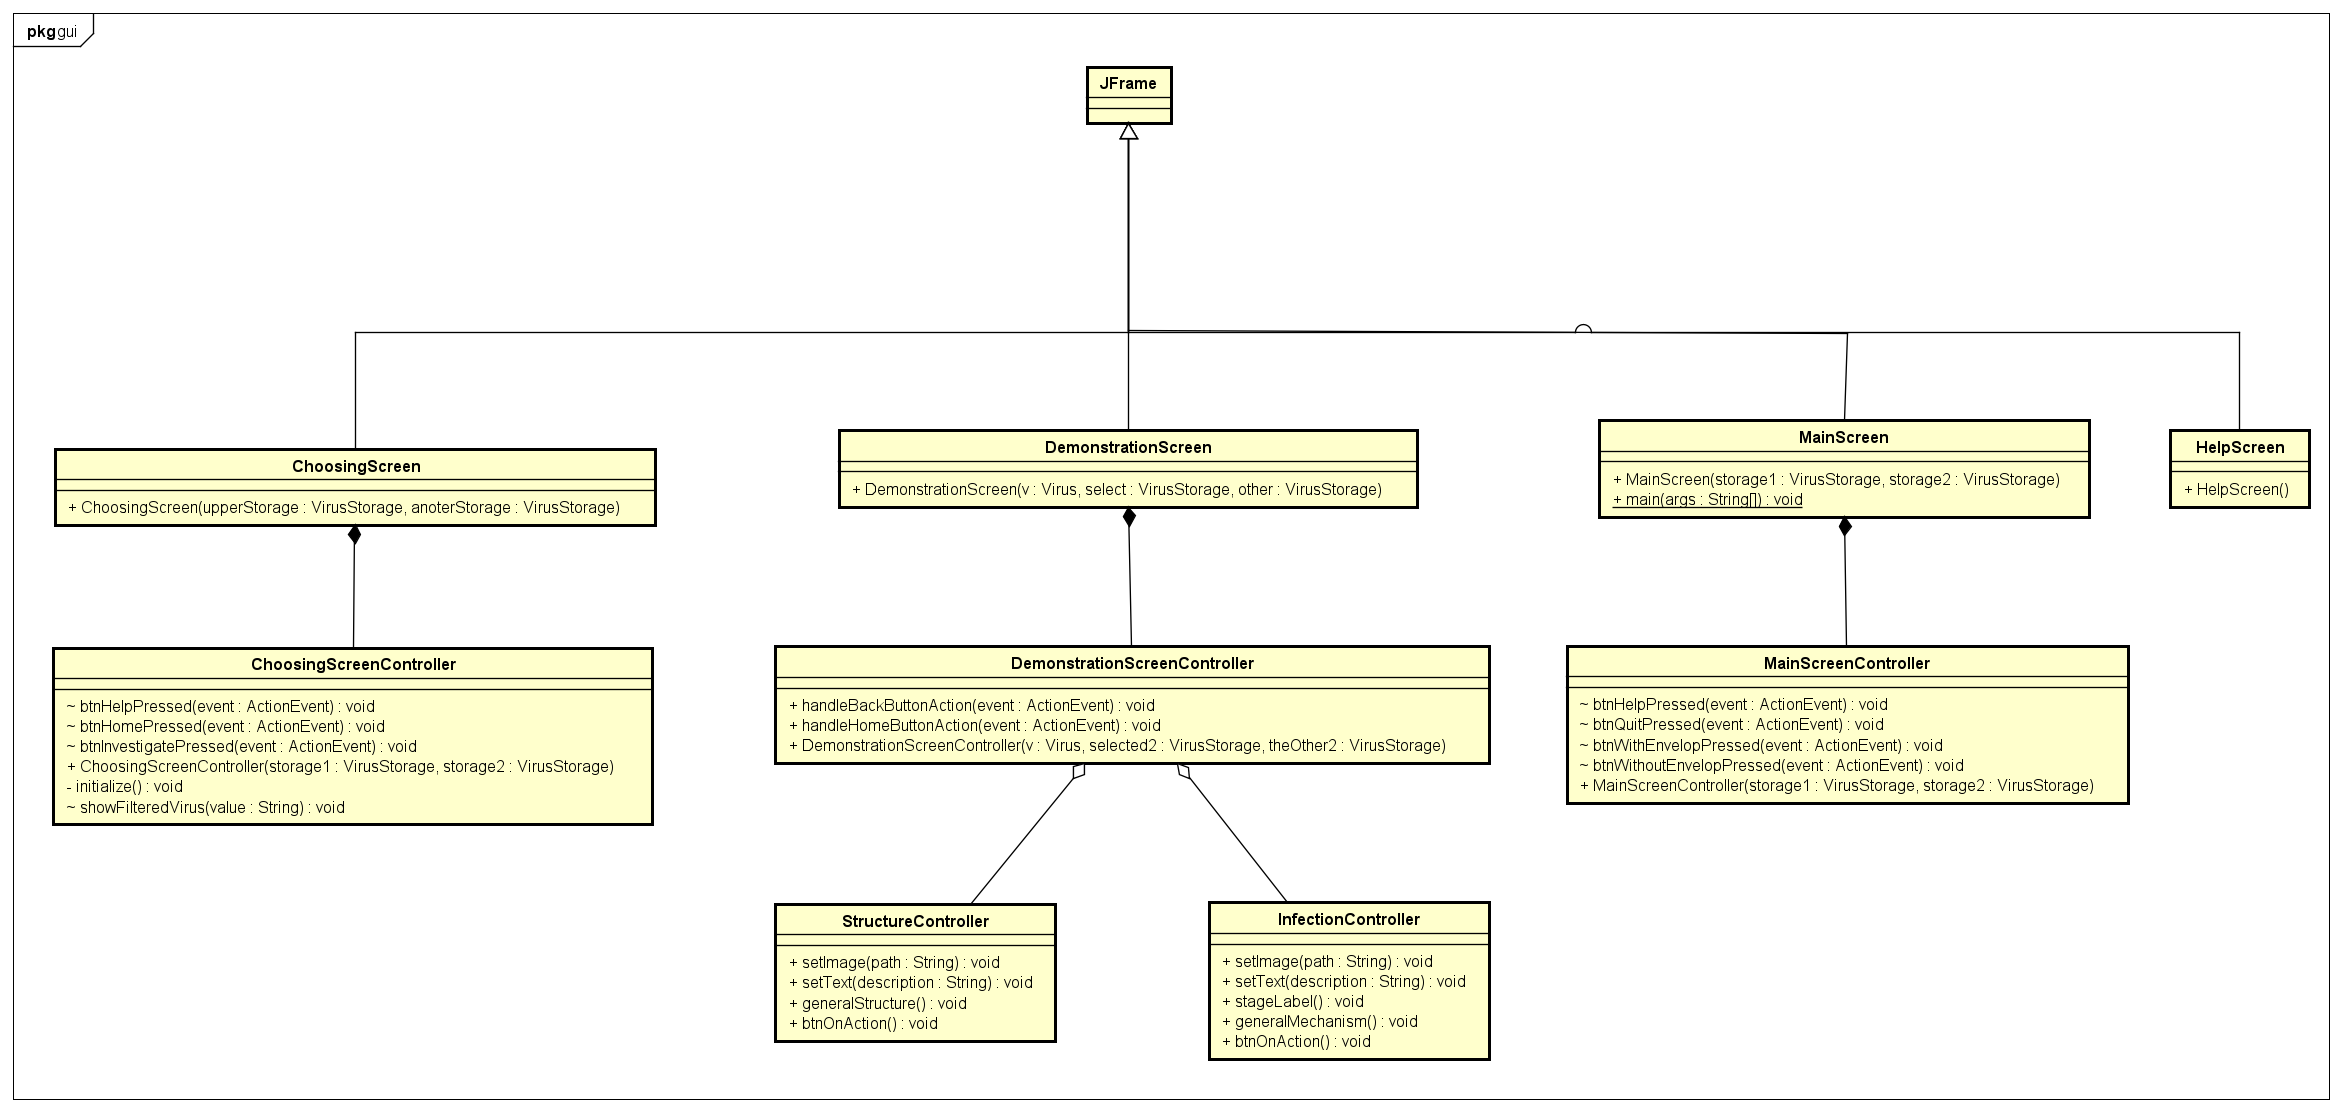 pkg gui
JFrame
ChoosingScreen
+ ChoosingScreen(upperStorage : VirusStorage, anoterStorage : VirusStorage)
DemonstrationScreen
+ DemonstrationScreen(v : Virus, select : VirusStorage, other : VirusStorage)
MainScreen
+ MainScreen(storage1 : VirusStorage, storage2 : VirusStorage)
+ main(args : String[]) : void
HelpScreen
+ HelpScreen()
ChoosingScreenController
~ btnHelpPressed(event : ActionEvent) : void
~ btnHomePressed(event : ActionEvent) : void
~ btnInvestigatePressed(event : ActionEvent) : void
+ ChoosingScreenController(storage1 : VirusStorage, storage2 : VirusStorage)
- initialize() : void
~ showFilteredVirus(value : String) : void
DemonstrationScreenController
+ handleBackButtonAction(event : ActionEvent) : void
+ handleHomeButtonAction(event : ActionEvent) : void
+ DemonstrationScreenController(v : Virus, selected2 : VirusStorage, theOther2 : VirusStorage)
MainScreenController
~ btnHelpPressed(event : ActionEvent) : void
~ btnQuitPressed(event : ActionEvent) : void
~ btnWithEnvelopPressed(event : ActionEvent) : void
~ btnWithoutEnvelopPressed(event : ActionEvent) : void
+ MainScreenController(storage1 : VirusStorage, storage2 : VirusStorage)
StructureController
+ setImage(path : String) : void
+ setText(description : String) : void
+ generalStructure() : void
+ btnOnAction() : void
InfectionController
+ setImage(path : String) : void
+ setText(description : String) : void
+ stageLabel() : void
+ generalMechanism() : void
+ btnOnAction() : void